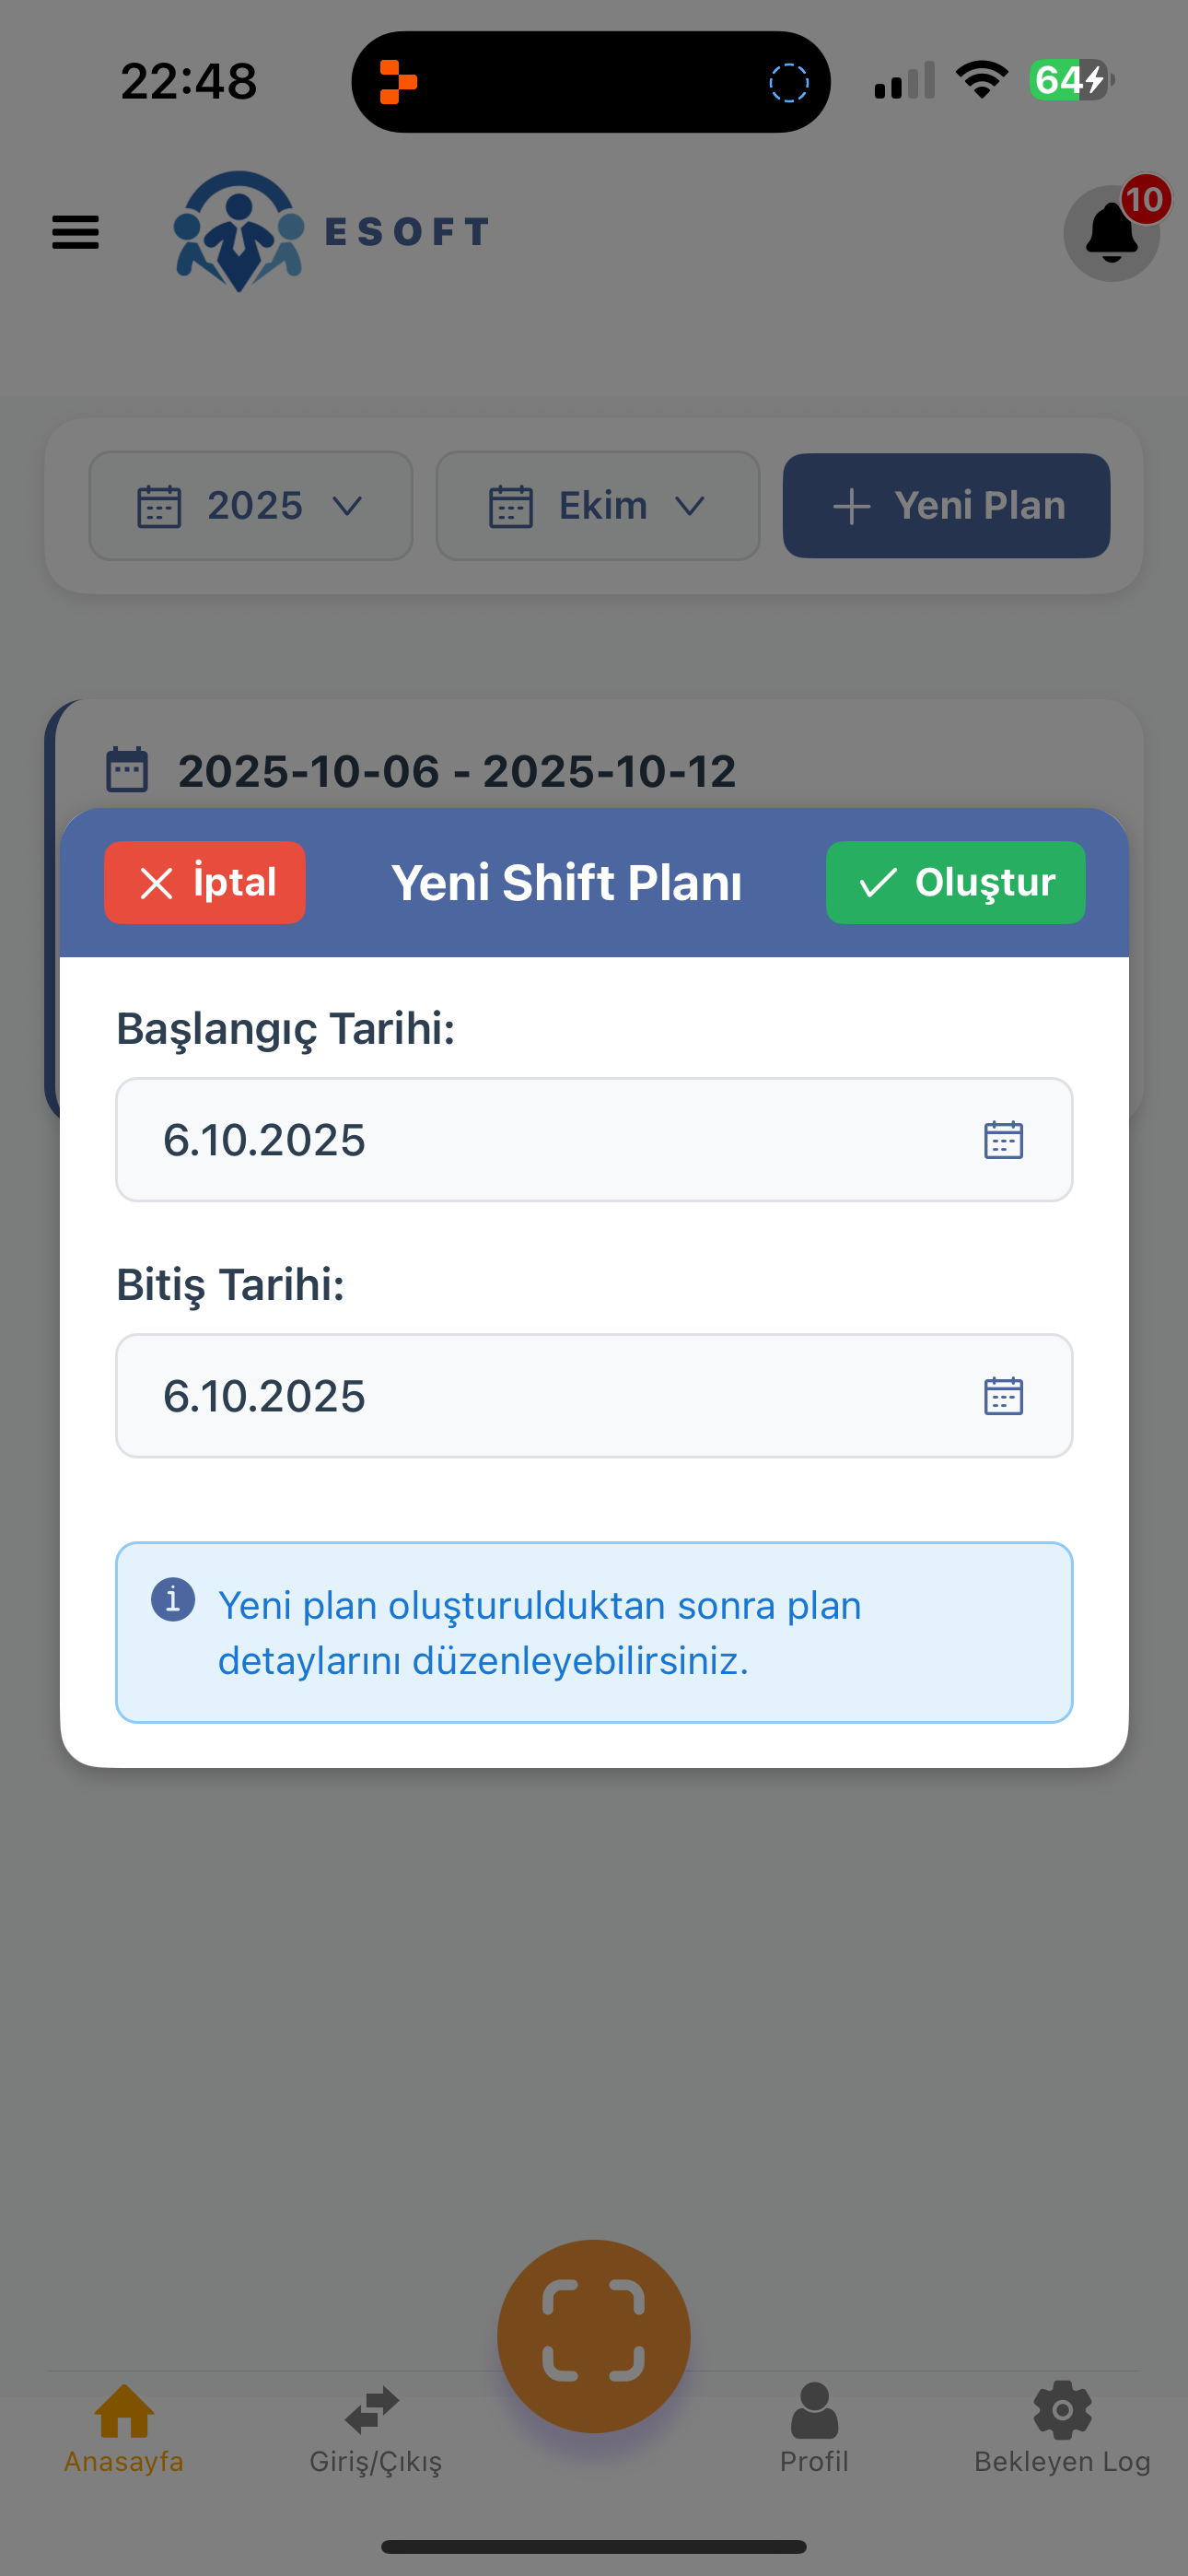 22:48
64
ESOFT
10
2025
Ekim
Yeni Plan
2025-10-06 - 2025-10-12
İptal
Yeni Shift Planı
Oluştur
Başlangıç Tarihi:
6.10.2025
Bitiş Tarihi:
6.10.2025
Yeni plan oluşturulduktan sonra plan
detaylarını düzenleyebilirsiniz.
Anasayfa
Giriş/Çıkış
Profil
Bekleyen Log